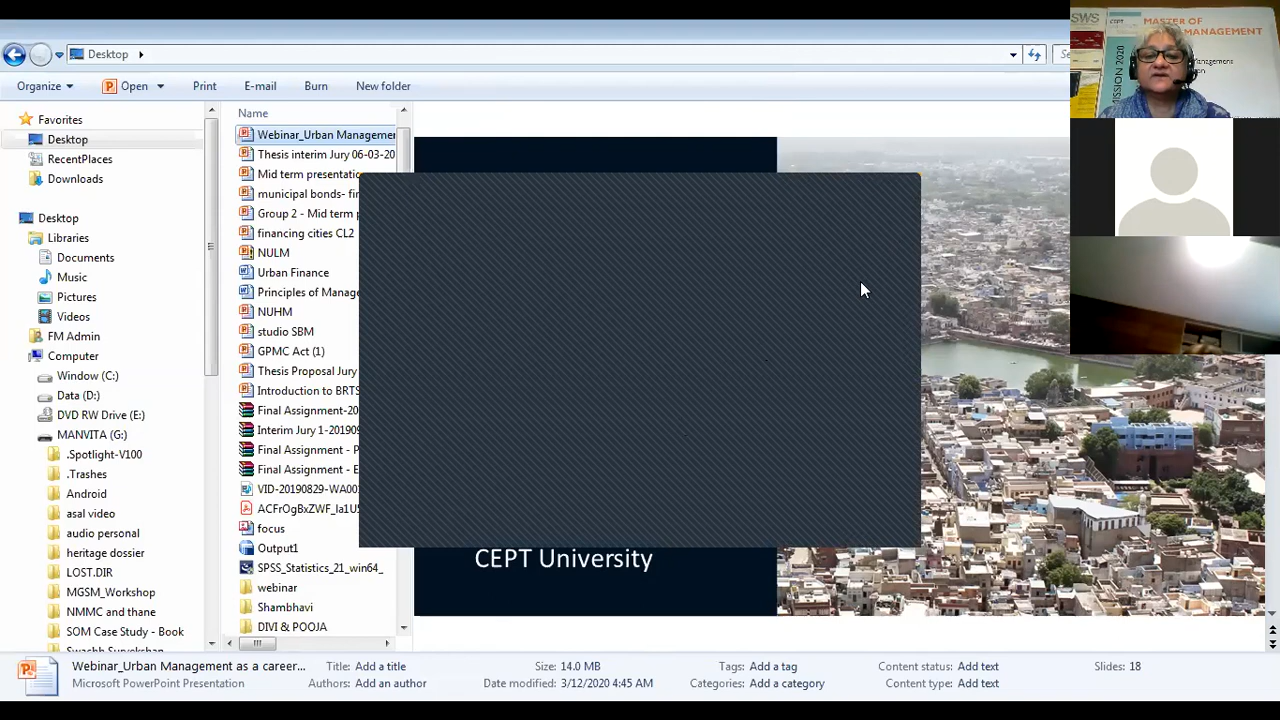 Desktop
Organize
Open
Print
E-mail
Burn
New folder
Favorites
Desktop
RecentPlaces
Downloads
Desktop
Libraries
Documents
Music
Pictures
Videos
FM Admin
Computer
Window (C:)
Data (D:)
DVD RW Drive (E:)
MANVITA (G:)
.Spotlight-V100
.Trashes
Android
asal video
audio personal
heritage dossier
LOST.DIR
MGSM_Workshop
NMMC and thane
SOM Case Study - Book
Name
Webinar_Urban Manageme
Thesis interim Jury 06-03-20
Mid term presentatio
municipal bonds- fi
Group 2 - Mid term p
financing cities CL2
NULM
Urban Finance
Principles of Manage
NUHM
studio SBM
GPMC Act (1)
Thesis Proposal Jury
Introduction to BRTS
Final Assignment-20
Interim Jury 1-20190
Final Assignment - P
Final Assignment - E
VID-20190829-WA00
focus
Output1
SPSS_Statistics_21_win64_
webinar
Shambhavi
DIVI & POOJA
CEPT University
SWS
CEPT
MASTER OF
MANAGEMENT
MISSION 2020
Webinar_Urban Management as a career...
Microsoft PowerPoint Presentation
Title: Add a title
Authors: Add an author
Size: 14.0 MB
Date modified: 3/12/2020 4:45 AM
Tags: Add a tag
Categories: Add a category
Content status: Add text
Content type: Add text
Slides: 18